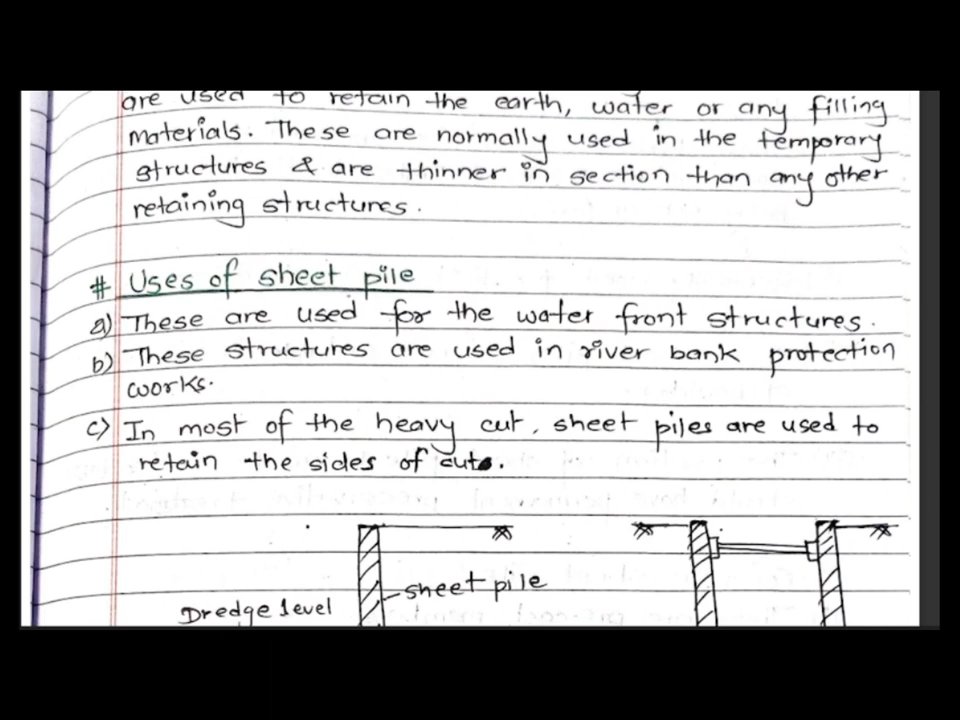 are used to retain the earth, water or any filling
materials. These are normally used in the temporary
structures & are thinner in section than any other
retaining structures.
# Uses of sheet pile
a) These are used for the water front structures.
b) These structures are used in river bank protection
works.
c) In most of the heavy cut, sheet piles are used to
retain the sides of cuts.
sheet pile
Dredge level